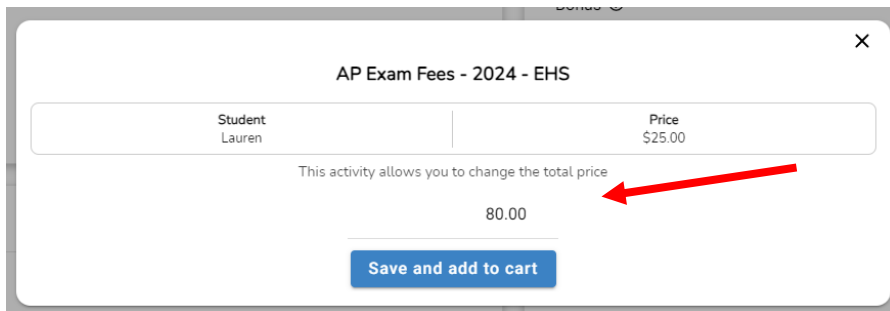 AP Exam Fees - 2024 - EHS
Student
Lauren
Price
$25.00
This activity allows you to change the total price
80.00
Save and add to cart